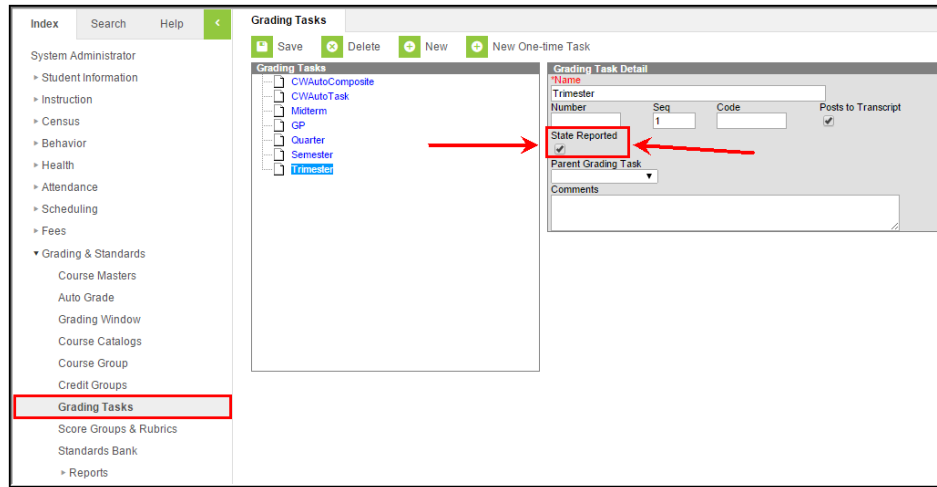 Index Search Help
System Administrator
Student Information
Instruction
Census
Behavior
Health
Attendance
Scheduling
Fees
Grading & Standards
Course Masters
Auto Grade
Grading Window
Course Catalogs
Course Group
Credit Groups
Grading Tasks
Score Groups & Rubrics
Standards Bank
Reports
Grading Tasks
Save Delete New New One-time Task
Grading Tasks
CWAutoComposite
CWAutoTask
Midterm
GP
Quarter
Semester
Trimester
Grading Task Detail
*Name
Trimester
Number Seq Code Posts to Transcript
1
State Reported
Parent Grading Task
Comments